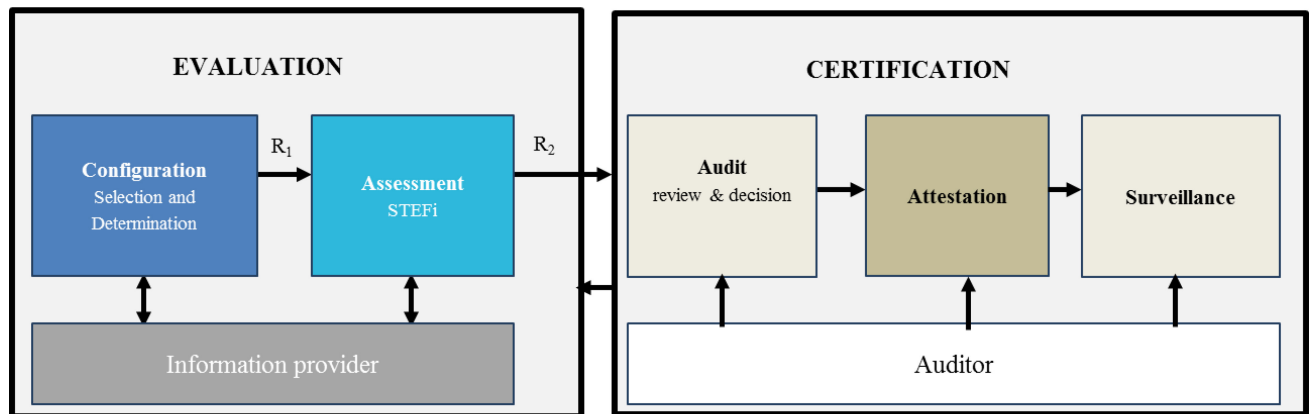 EVALUATION
Configuration
Selection and
Determination
R₁
Assessment
STEFi
R₂
Information provider
CERTIFICATION
Audit
review & decision
Attestation
Surveillance
Auditor